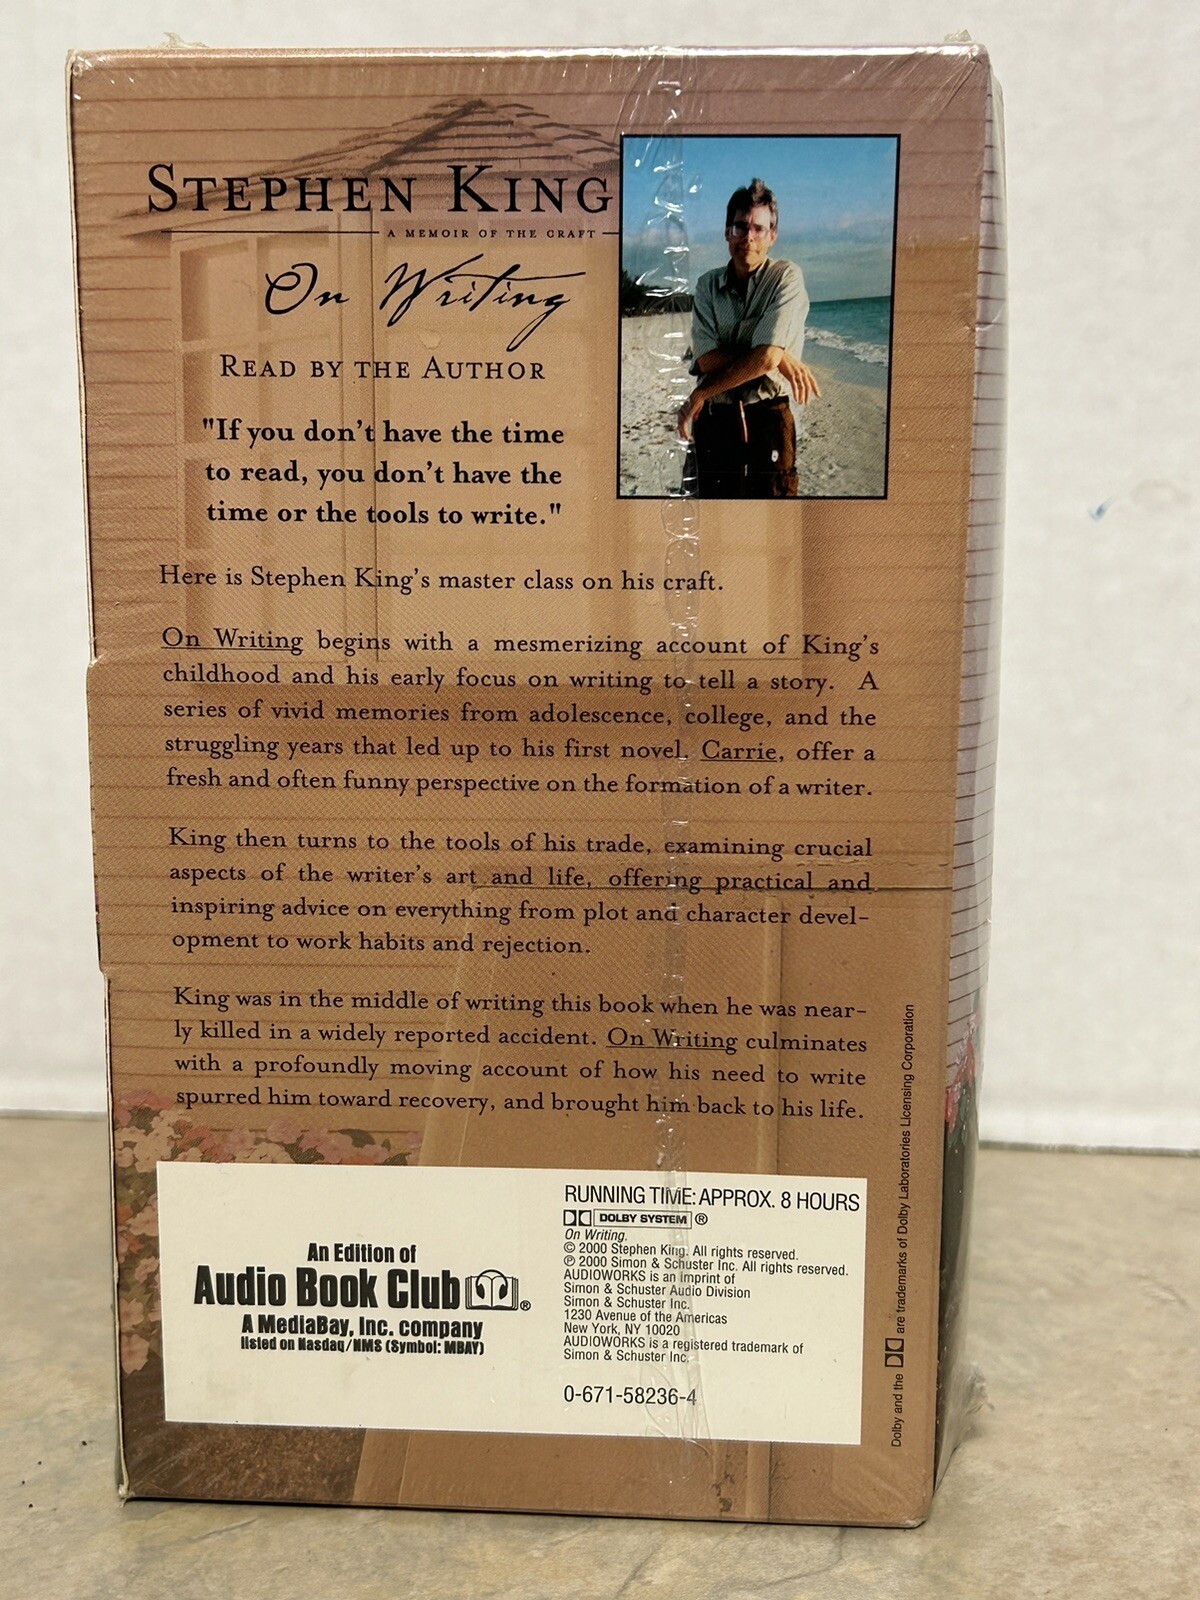 STEPHEN KING
A MEMOIR OF THE CRAFT
On Writing
READ BY THE AUTHOR
"If you don't have the time
to read, you don't have the
time or the tools to write."
Here is Stephen King's master class on his craft.
On Writing begins with a mesmerizing account of King's
childhood and his early focus on writing to tell a story. A
series of vivid memories from adolescence, college, and the
struggling years that led up to his first novel. Carrie, offer a
fresh and often funny perspective on the formation of a writer.
King then turns to the tools of his trade, examining crucial
aspects of the writer's art and life, offering practical and
inspiring advice on everything from plot and character devel-
opment to work habits and rejection.
King was in the middle of writing this book when he was near-
ly killed in a widely reported accident. On Writing culminates
with a profoundly moving account of how his need to write
spurred him toward recovery, and brought him back to his life.
An Edition of
Audio Book Club®
A MediaBay, Inc. company
listed on Nasdaq/NMS (Symbol: MBAY)
RUNNING TIME: APPROX. 8 HOURS
DOLBY SYSTEM ®
On Writing.
© 2000 Stephen King. All rights reserved.
℗ 2000 Simon & Schuster Inc. All rights reserved.
AUDIOWORKS is an imprint of
Simon & Schuster Audio Division
Simon & Schuster Inc.
1230 Avenue of the Americas
New York, NY 10020
AUDIOWORKS is a registered trademark of
Simon & Schuster Inc.
0-671-58236-4
Dolby and the are trademarks of Dolby Laboratories Licensing Corporation